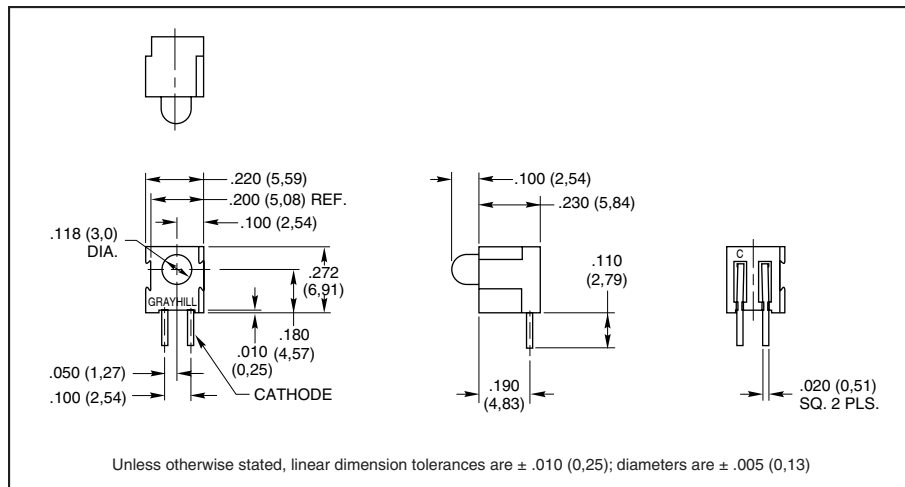 .220 (5,59)
.200 (5,08) REF.
.100 (2,54)
.118 (3,0)
DIA.
.272
(6,91)
GRAYHILL
.180
(4,57)
.010
(0,25)
.050 (1,27)
.100 (2,54)
CATHODE
.100 (2,54)
.230 (5,84)
.110
(2,79)
.190
(4,83)
C
.020 (0,51)
SQ. 2 PLS.
Unless otherwise stated, linear dimension tolerances are ± .010 (0,25); diameters are ± .005 (0,13)